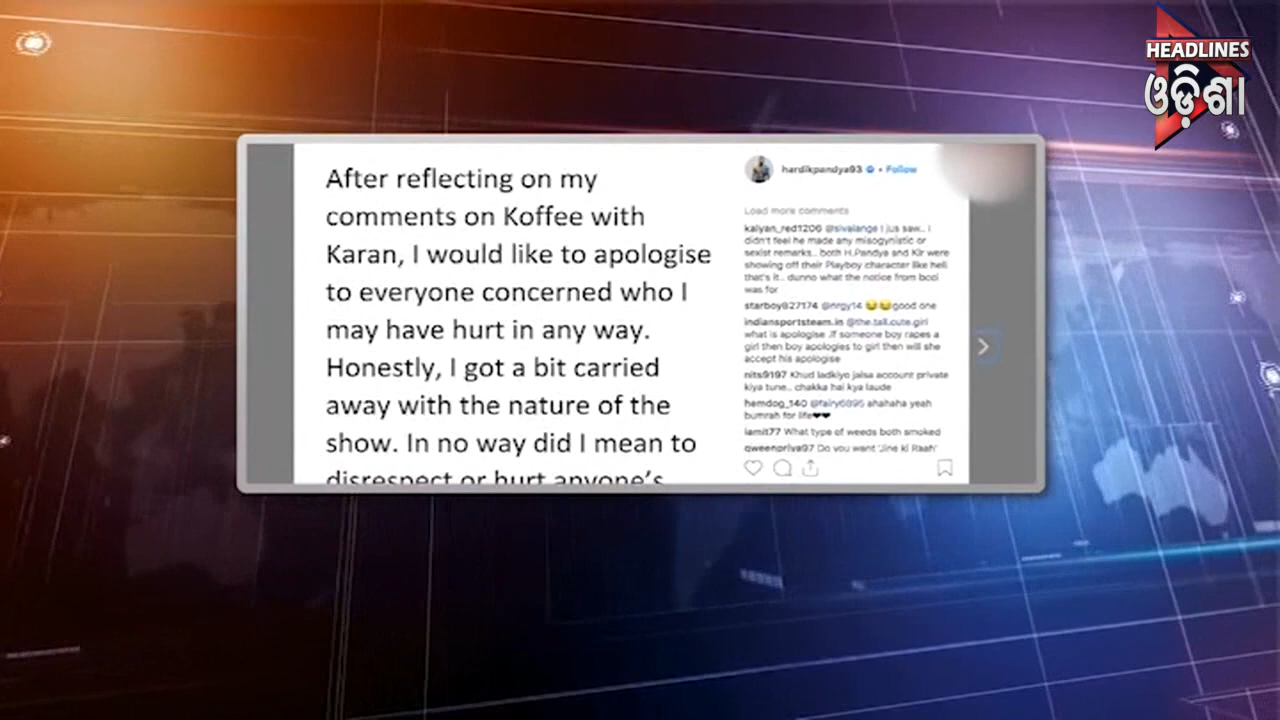 HEADLINES
ଓଡ଼ିଶା
After reflecting on my
comments on Koffee with
Karan, I would like to apologise
to everyone concerned who I
may have hurt in any way.
Honestly, I got a bit carried
away with the nature of the
show. In no way did I mean to
disrespect or hurt anyone's
hardikpandya93 • Follow
Load more comments
kalyan_red1206 @sivalange I jus saw.. I
didn't feel he made any misogynistic or
sexist remarks.. both H.Pandya and Klr were
showing off their Playboy character like hell
that's it.. dunno what the notice from bcci
was for
starboy827174 @nrgy14 😂😂good one
indiansportsteam.in @the.tall.cute.girl
what is apologise .If someone boy rapes a
girl then boy apologies to girl then will she
accept his apologise
nits9197 Khud ladkiyo jaisa account private
kiya tune.. chakka hai kya laude
hemdog_140 @fairy6895 ahahaha yeah
bumrah for life❤❤
iamit77 What type of weeds both smoked
qweenpriya97 Do you want 'Jine ki Raah'